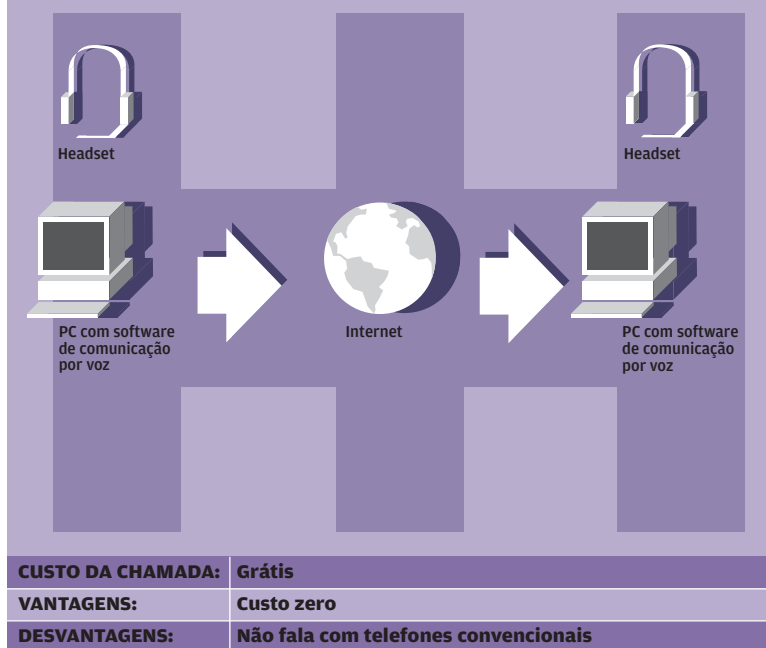 Headset
Headset
PC com software
de comunicação
por voz
Internet
PC com software
de comunicação
por voz
CUSTO DA CHAMADA: Grátis
VANTAGENS: Custo zero
DESVANTAGENS: Não fala com telefones convencionais